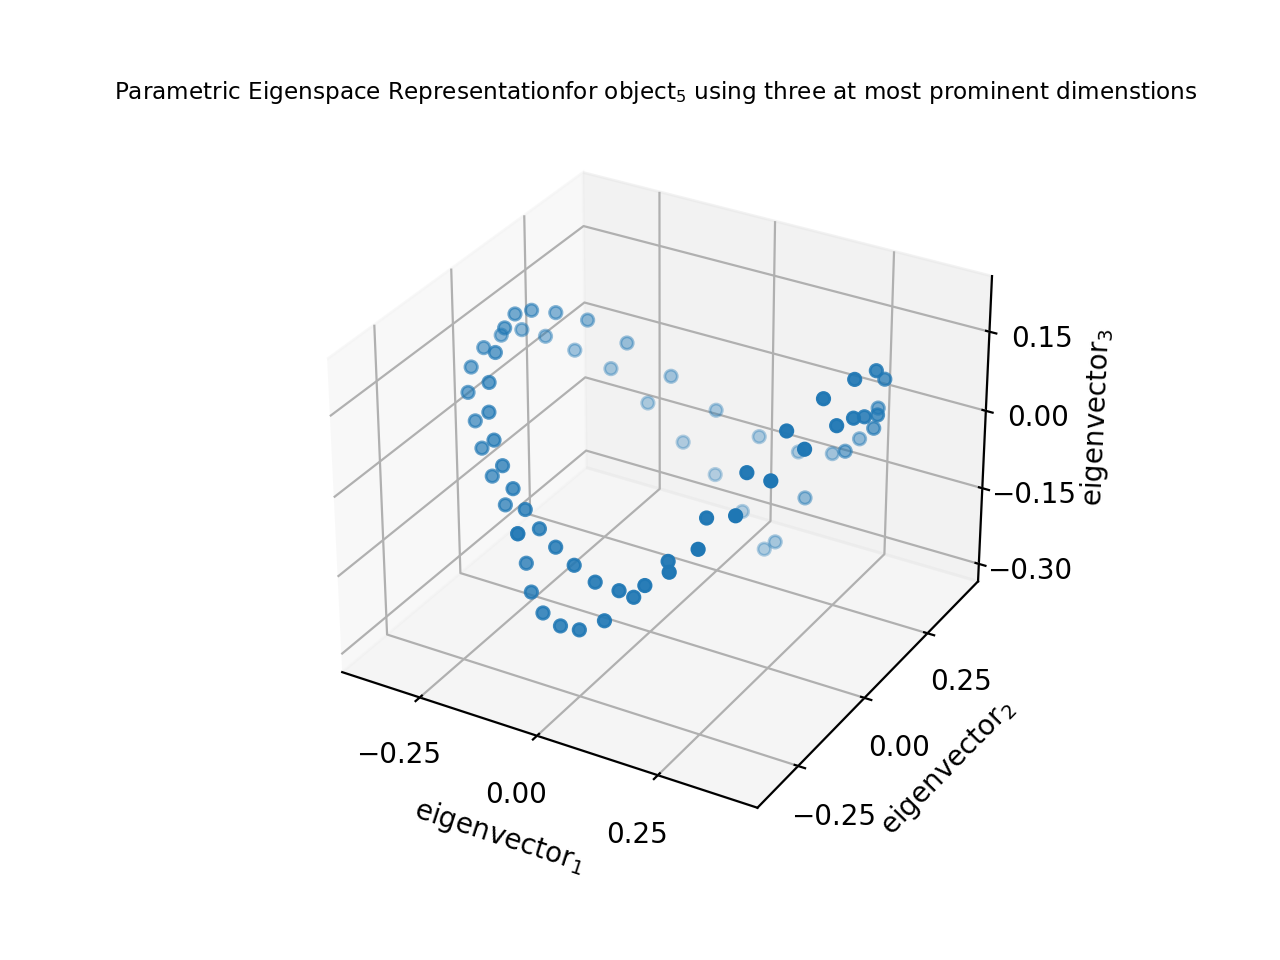 Parametric Eigenspace Representationfor object₅ using three at most prominent dimenstions
0.15
0.00
−0.15
−0.30
eigenvector₃
0.25
0.00
−0.25
eigenvector₂
−0.25
0.00
0.25
eigenvector₁